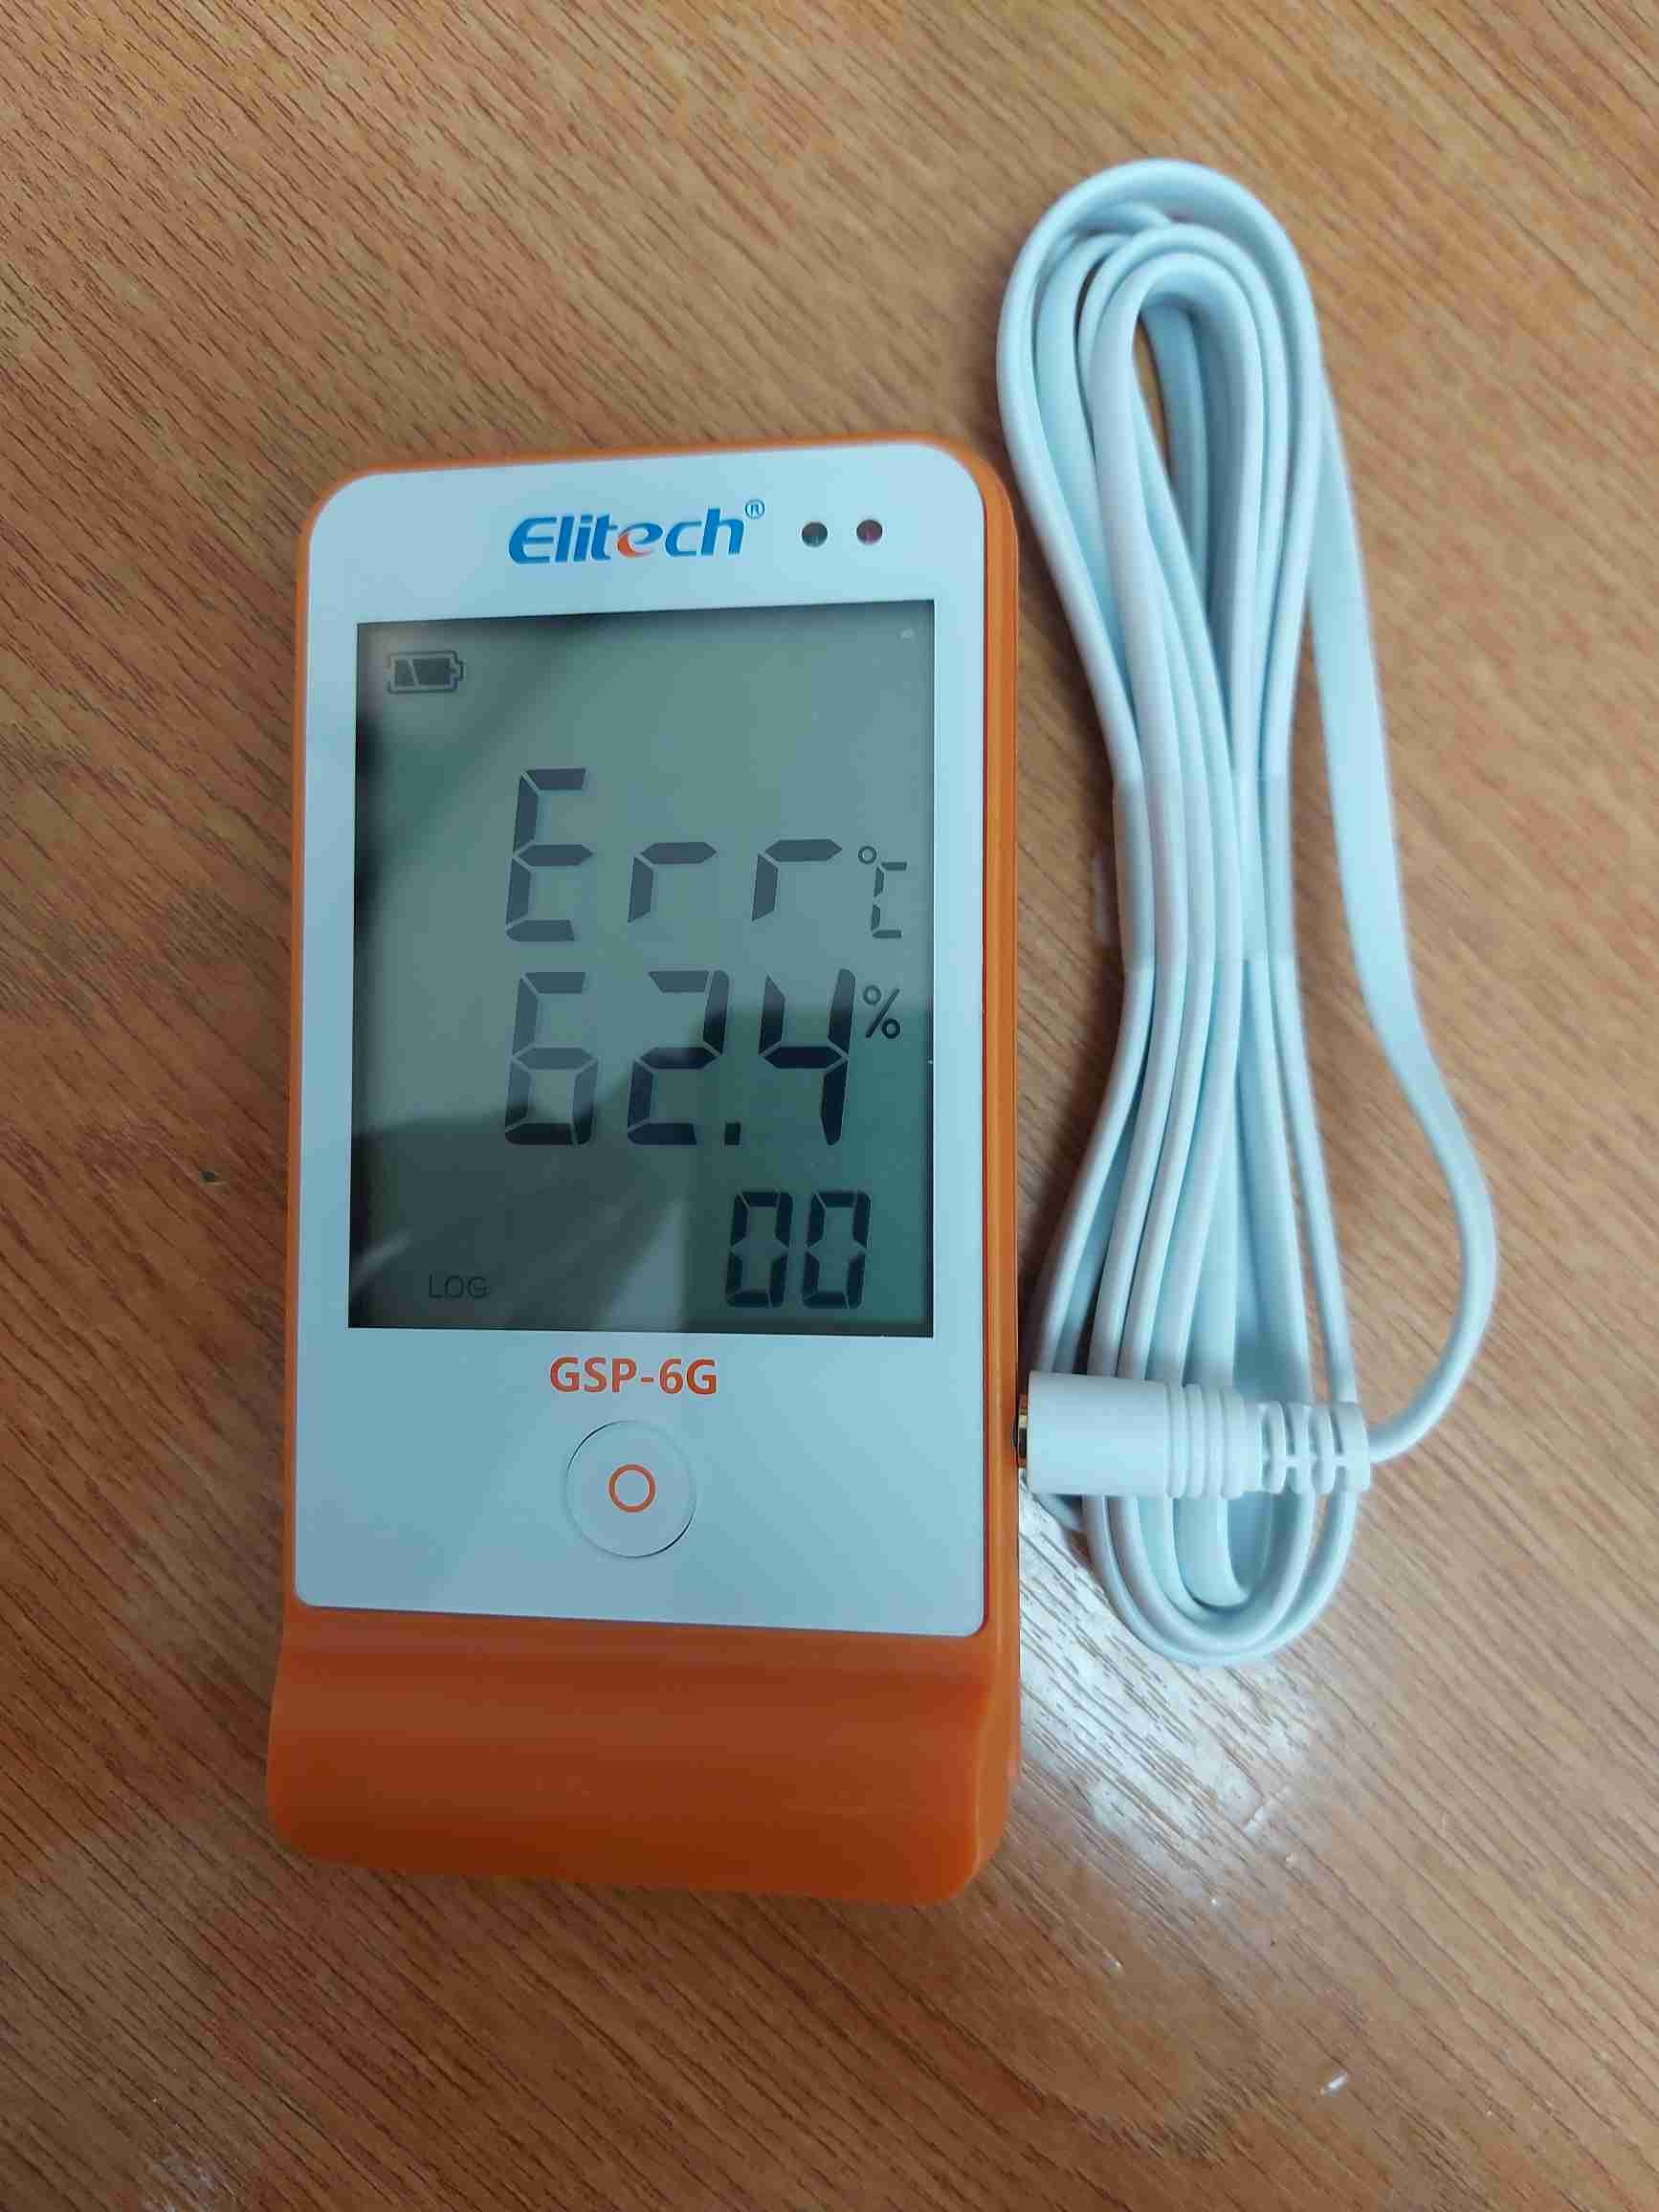 Elitech®
Err℃
62.4%
00
LOG
GSP-6G